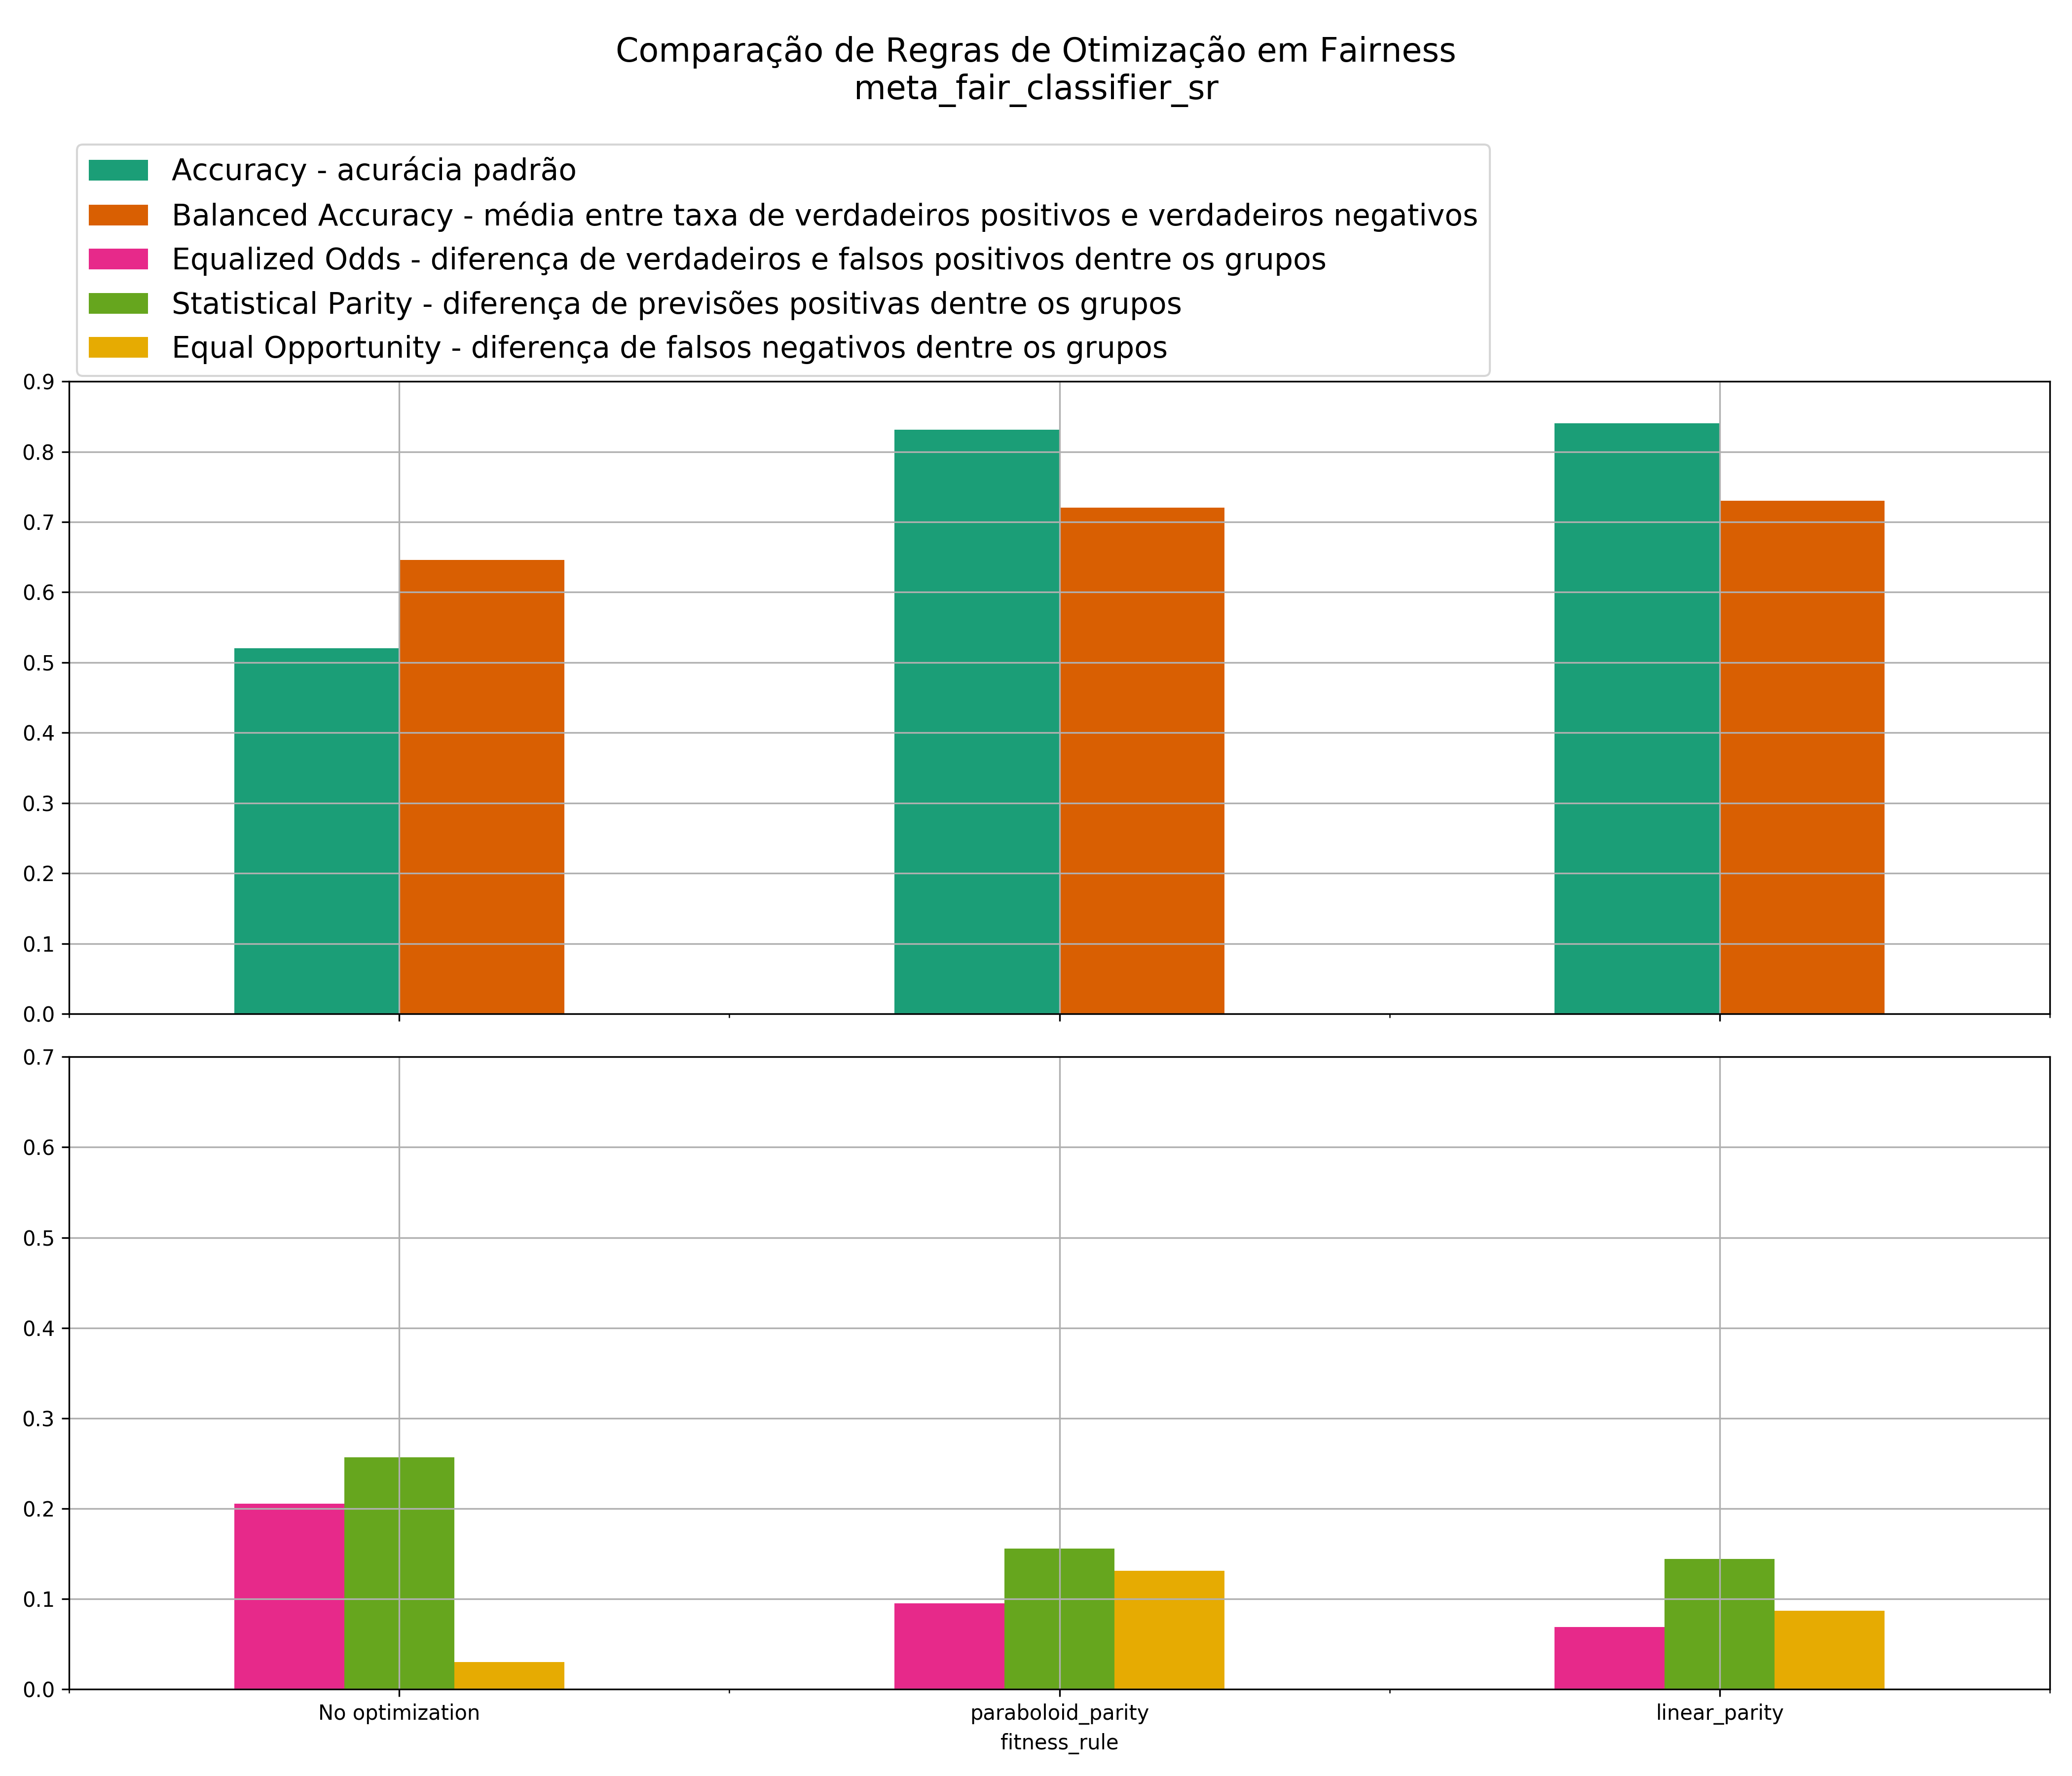 Comparação de Regras de Otimização em Fairness
meta_fair_classifier_sr
Accuracy - acurácia padrão
Balanced Accuracy - média entre taxa de verdadeiros positivos e verdadeiros negativos
Equalized Odds - diferença de verdadeiros e falsos positivos dentre os grupos
Statistical Parity - diferença de previsões positivas dentre os grupos
Equal Opportunity - diferença de falsos negativos dentre os grupos
0.9
0.8
0.7
0.6
0.5
0.4
0.3
0.2
0.1
0.0
0.7
0.6
0.5
0.4
0.3
0.2
0.1
0.0
No optimization paraboloid_parity linear_parity
fitness_rule